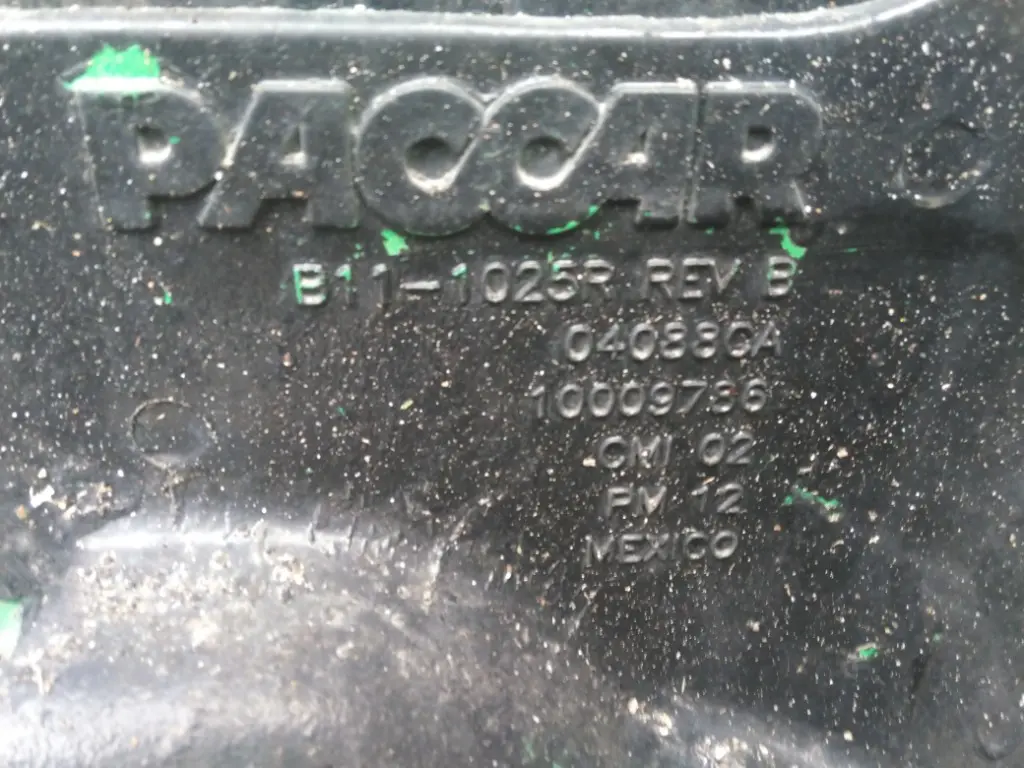 PACCAR
B11-1025R REV B
04088CA
10009736
CMI 02
PM 12
MEXICO